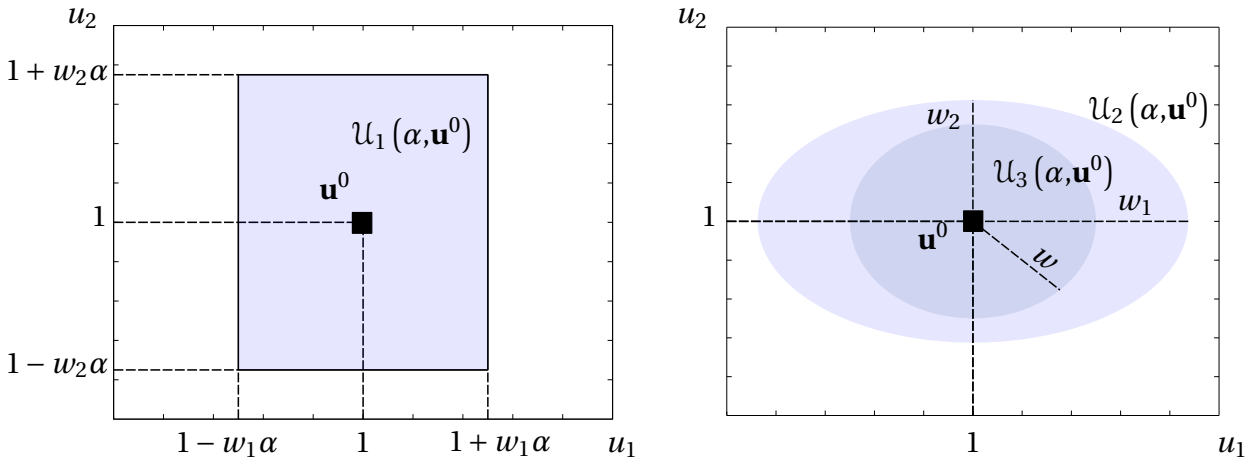 u₂
1 + w₂α
𝒰₁(α,𝐮⁰)
𝐮⁰
1
1 − w₂α
1 − w₁α 1 1 + w₁α u₁
u₂
w₂ 𝒰₂(α,𝐮⁰)
𝒰₃(α,𝐮⁰)
w₁
1
𝐮⁰
w
1 u₁